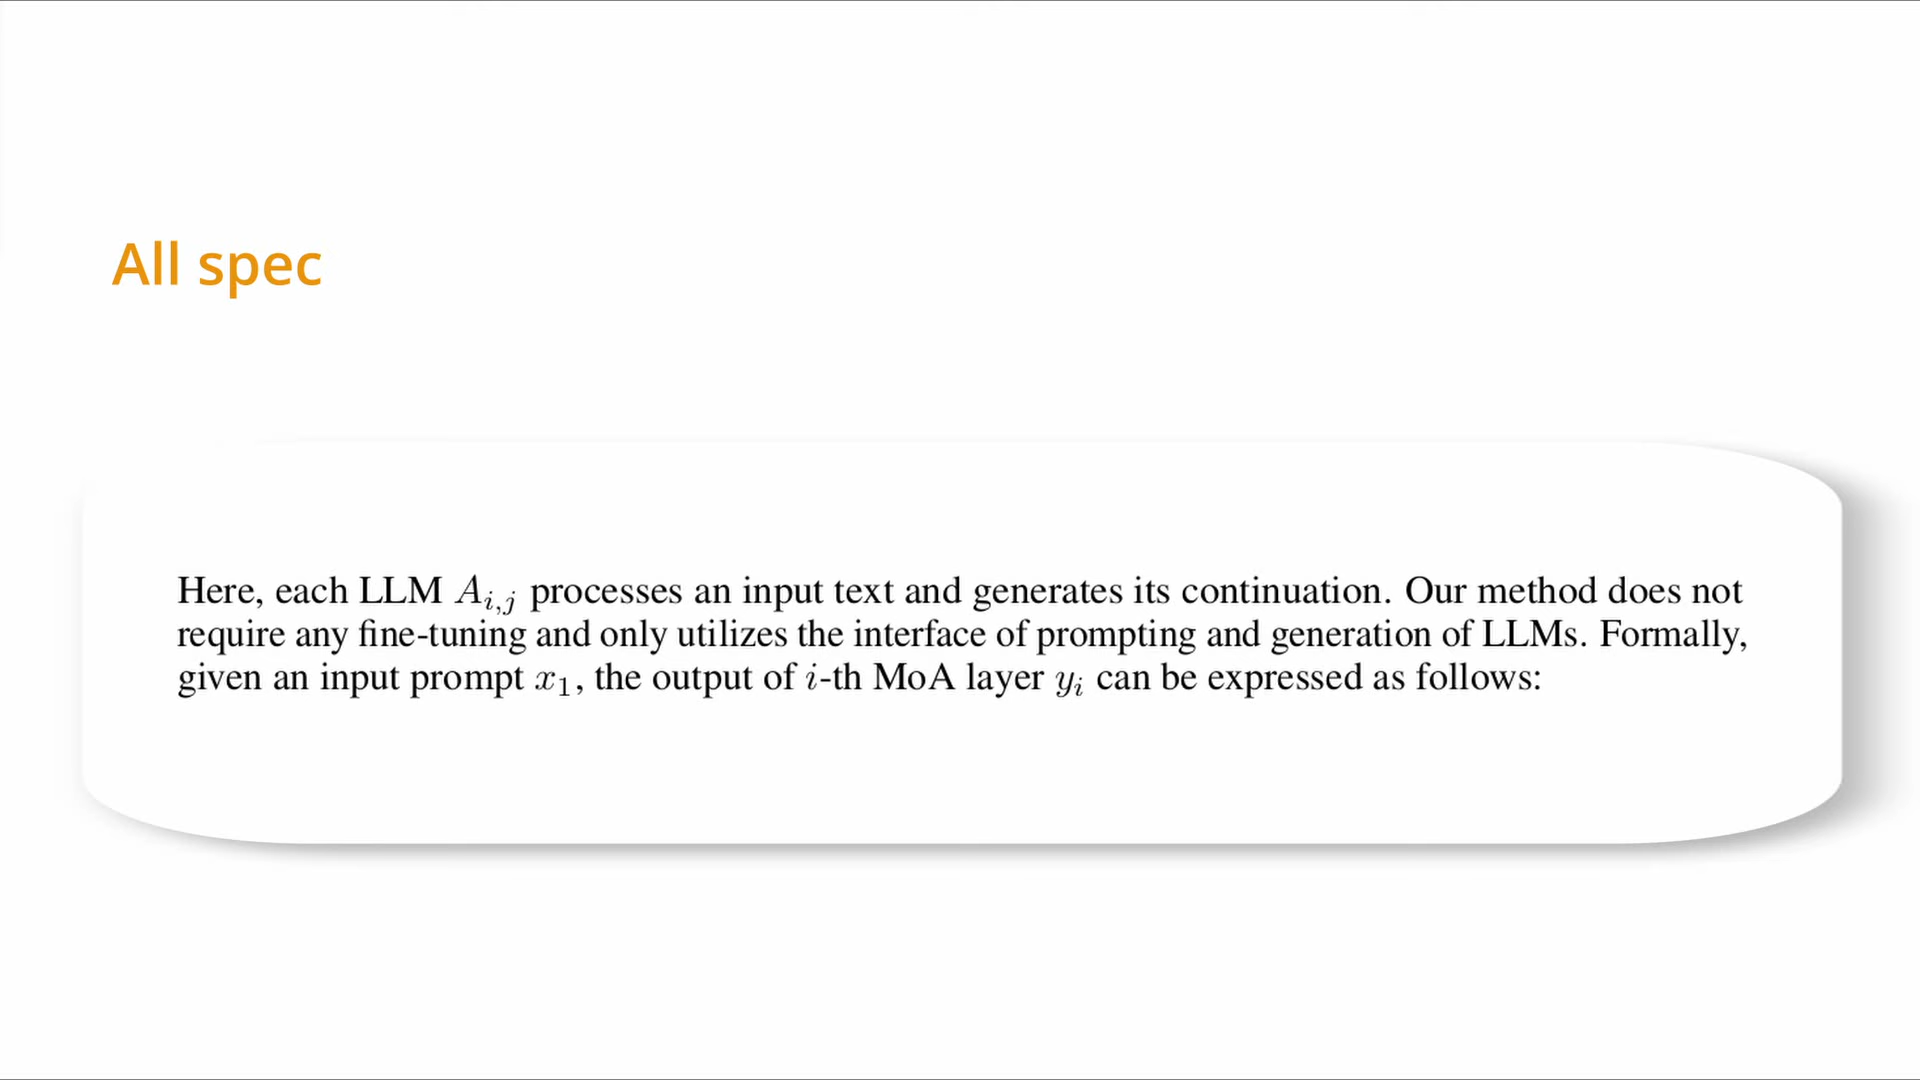 All spec
Here, each LLM A_{i,j} processes an input text and generates its continuation. Our method does not
require any fine-tuning and only utilizes the interface of prompting and generation of LLMs. Formally,
given an input prompt x_1, the output of i-th MoA layer y_i can be expressed as follows: